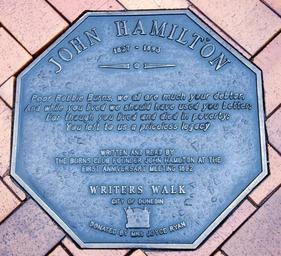 JOHN HAMILTON
1827 - 1893
Poor Robbie Burns, we all are much your debtor,
And while you lived we should have used you better,
For though you lived and died in poverty;
You left to us a priceless legacy
WRITTEN AND READ BY
THE BURNS CLUB FOUNDER JOHN HAMILTON AT THE
FIRST ANNIVERSARY MEETING 1892
WRITERS WALK
CITY OF DUNEDIN
DONATED BY MRS JOYCE RYAN